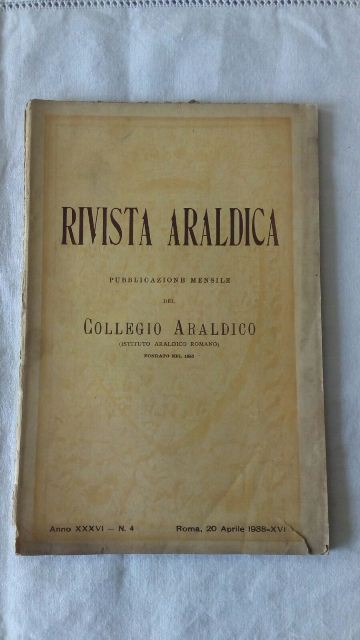 RIVISTA ARALDICA
PUBBLICAZIONE MENSILE
DEL
COLLEGIO ARALDICO
(ISTITUTO ARALDICO ROMANO)
FONDATO NEL
Anno XXXVI — N. 4
Roma, 20 Aprile 1938-XVI